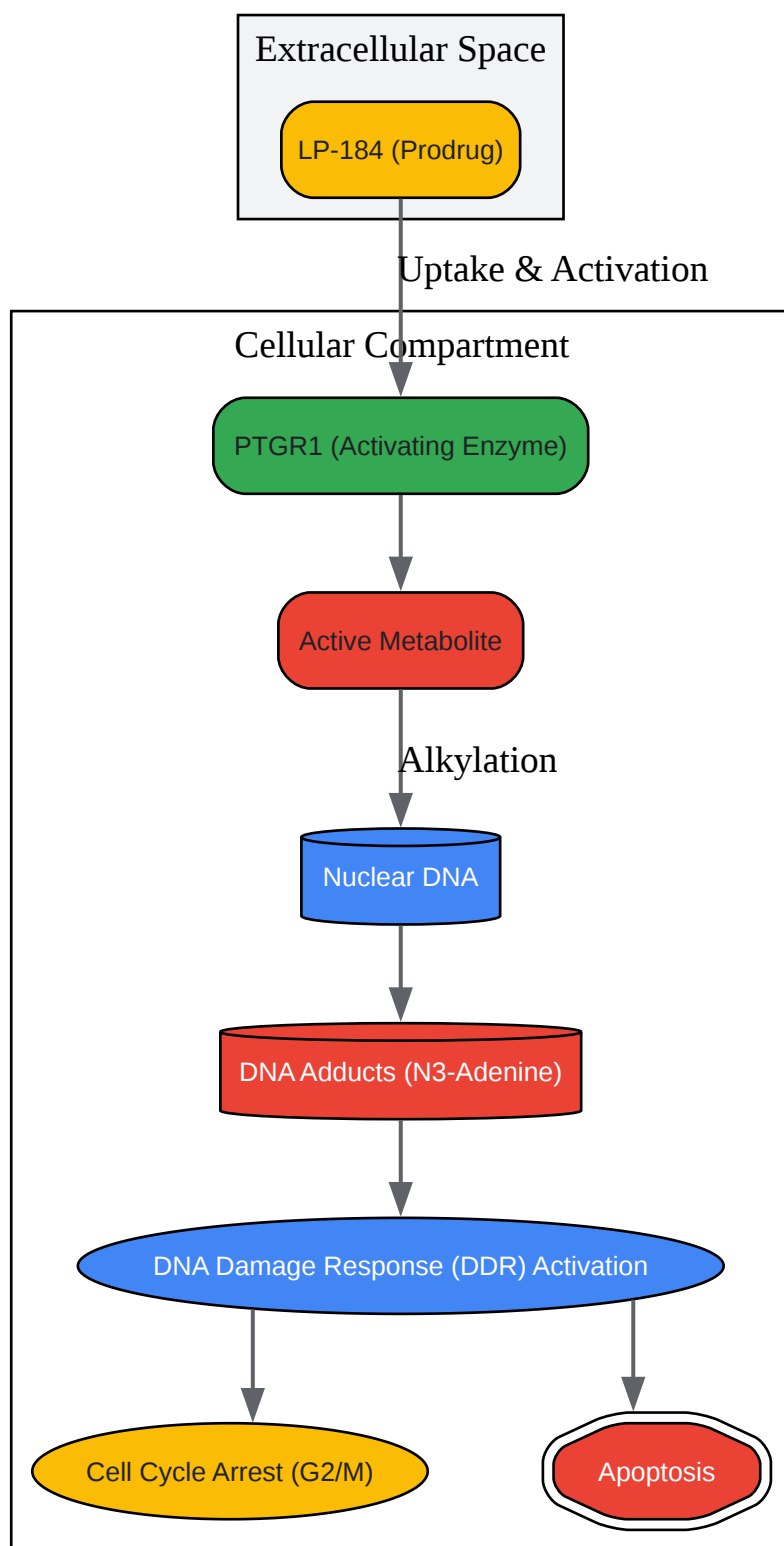 Extracellular Space
LP-184 (Prodrug)
Uptake & Activation
Cellular Compartment
PTGR1 (Activating Enzyme)
Active Metabolite
Alkylation
Nuclear DNA
DNA Adducts (N3-Adenine)
DNA Damage Response (DDR) Activation
Cell Cycle Arrest (G2/M)
Apoptosis